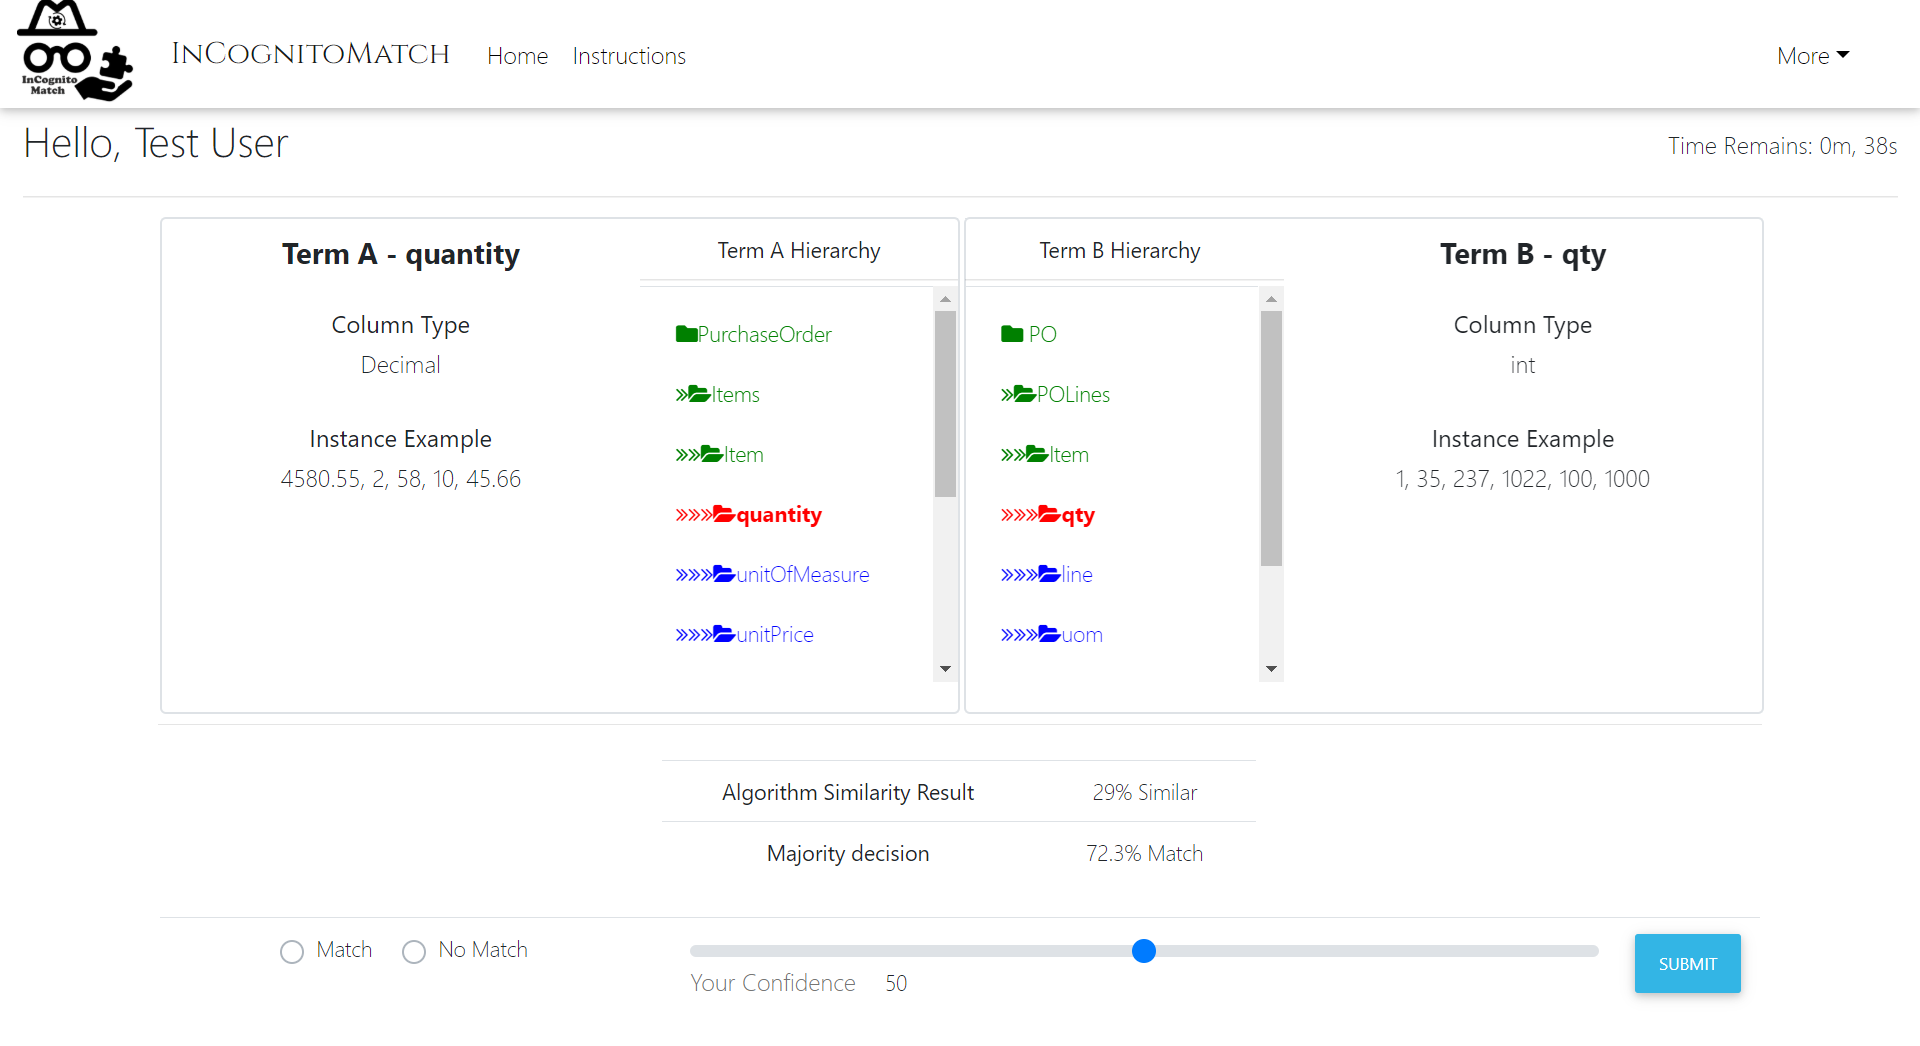 InCognito
Match
InCognitoMatch
Home
Instructions
More
Hello, Test User
Time Remains: 0m, 38s
Term A - quantity
Column Type
Decimal
Instance Example
4580.55, 2, 58, 10, 45.66
Term A Hierarchy
PurchaseOrder
»Items
»»Item
»»»quantity
»»»unitOfMeasure
»»»unitPrice
Term B Hierarchy
PO
»POLines
»»Item
»»»qty
»»»line
»»»uom
Term B - qty
Column Type
int
Instance Example
1, 35, 237, 1022, 100, 1000
Algorithm Similarity Result 29% Similar
Majority decision 72.3% Match
Match
No Match
Your Confidence 50
SUBMIT